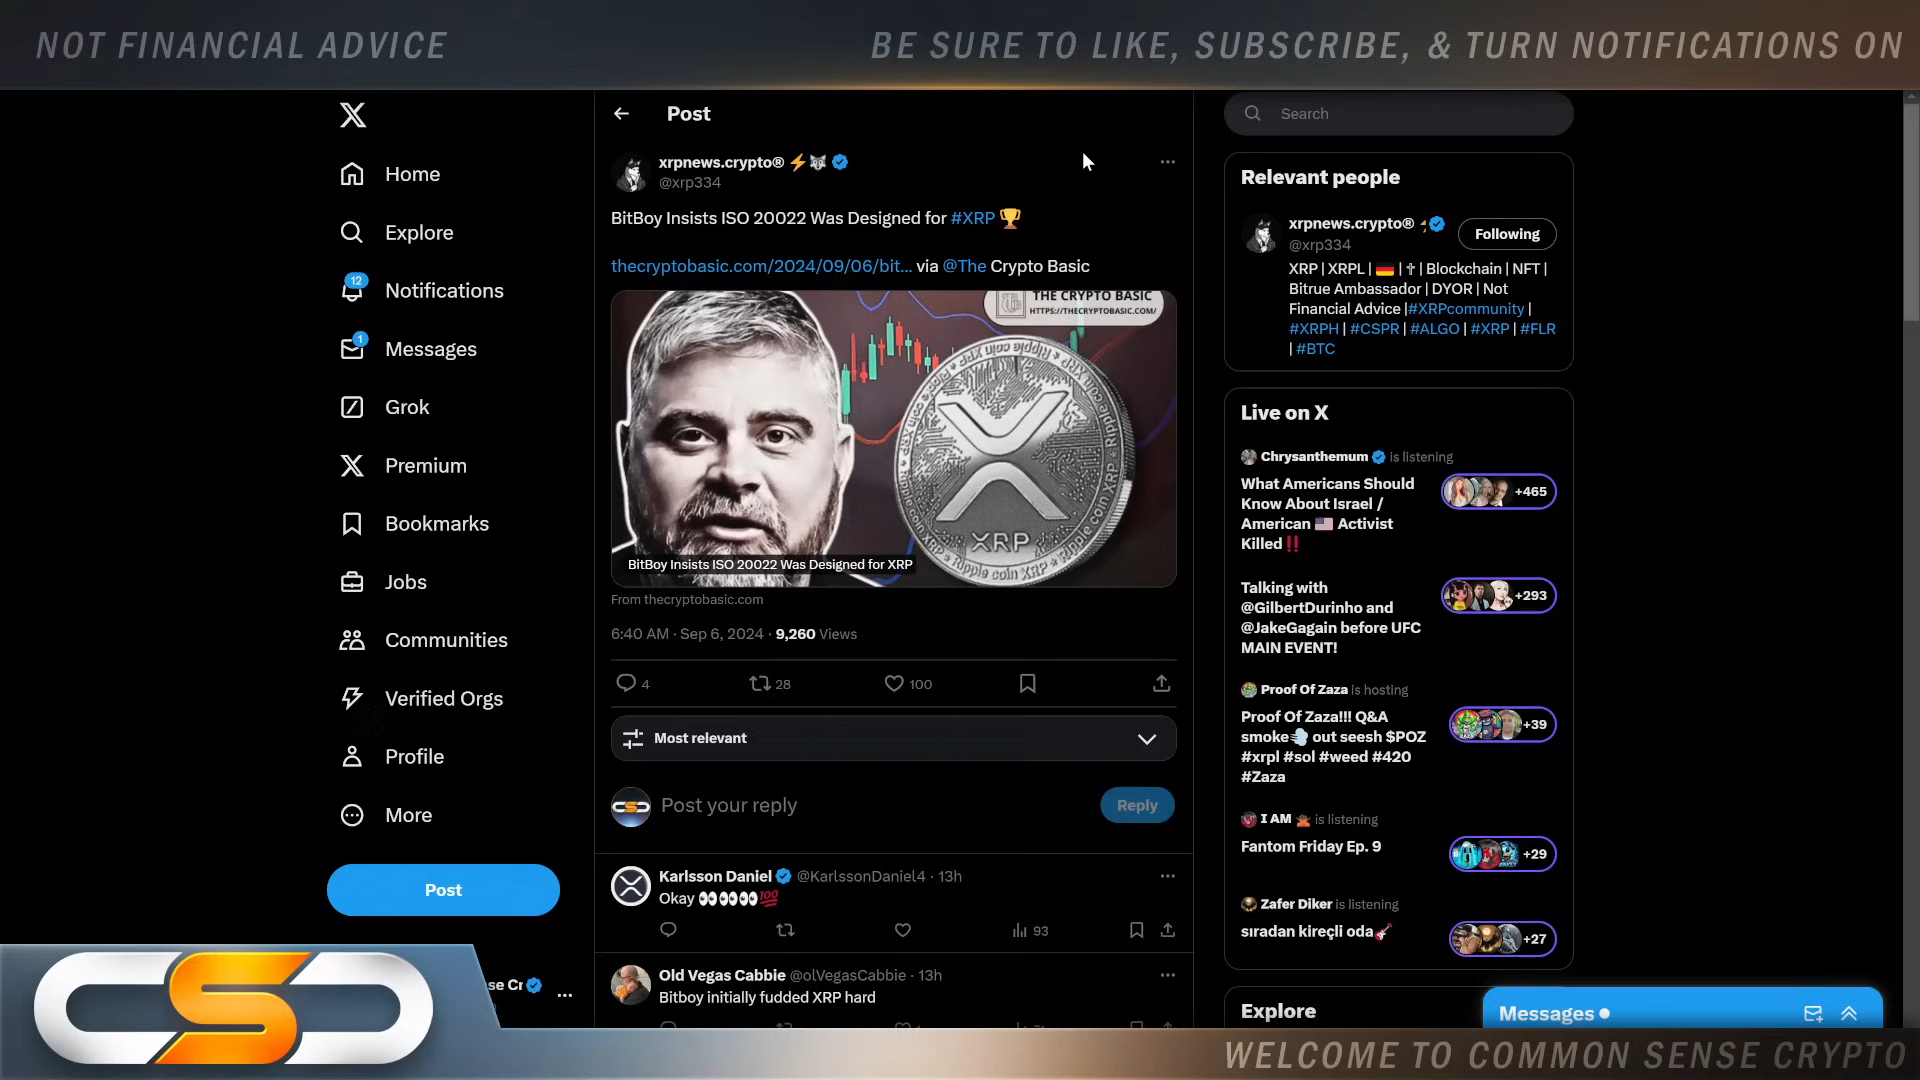 NOT FINANCIAL ADVICE
BE SURE TO LIKE, SUBSCRIBE, & TURN NOTIFICATIONS ON
Home
Explore
12
Notifications
1
Messages
Grok
Premium
Bookmarks
Jobs
Communities
Verified Orgs
Profile
More
Post
se Cr
Post
xrpnews.crypto®
@xrp334
BitBoy Insists ISO 20022 Was Designed for #XRP
thecryptobasic.com/2024/09/06/bit... via @The Crypto Basic
THE CRYPTO BASIC
HTTPS://THECRYPTOBASIC.COM/
Ripple coin XRP
XRP
BitBoy Insists ISO 20022 Was Designed for XRP
From thecryptobasic.com
6:40 AM · Sep 6, 2024 · 9,260 Views
4
28
100
Most relevant
Post your reply
Reply
Karlsson Daniel @KarlssonDaniel4 · 13h
Okay 👀👀👀💯
93
Old Vegas Cabbie @olVegasCabbie · 13h
Bitboy initially fudded XRP hard
Search
Relevant people
xrpnews.crypto®
@xrp334
Following
XRP | XRPL | 🇩🇪 | ✝ | Blockchain | NFT |
Bitrue Ambassador | DYOR | Not
Financial Advice |#XRPcommunity |
#XRPH | #CSPR | #ALGO | #XRP | #FLR
| #BTC
Live on X
Chrysanthemum is listening
What Americans Should
Know About Israel /
American 🇺🇸 Activist
Killed ‼️
+465
Talking with
@GilbertDurinho and
@JakeGagain before UFC
MAIN EVENT!
+293
Proof Of Zaza is hosting
Proof Of Zaza!!! Q&A
smoke💨 out seesh $POZ
#xrpl #sol #weed #420
#Zaza
+39
I AM is listening
Fantom Friday Ep. 9
+29
Zafer Diker is listening
sıradan kireçli oda🎸
+27
Explore
Messages
CSC
WELCOME TO COMMON SENSE CRYPTO